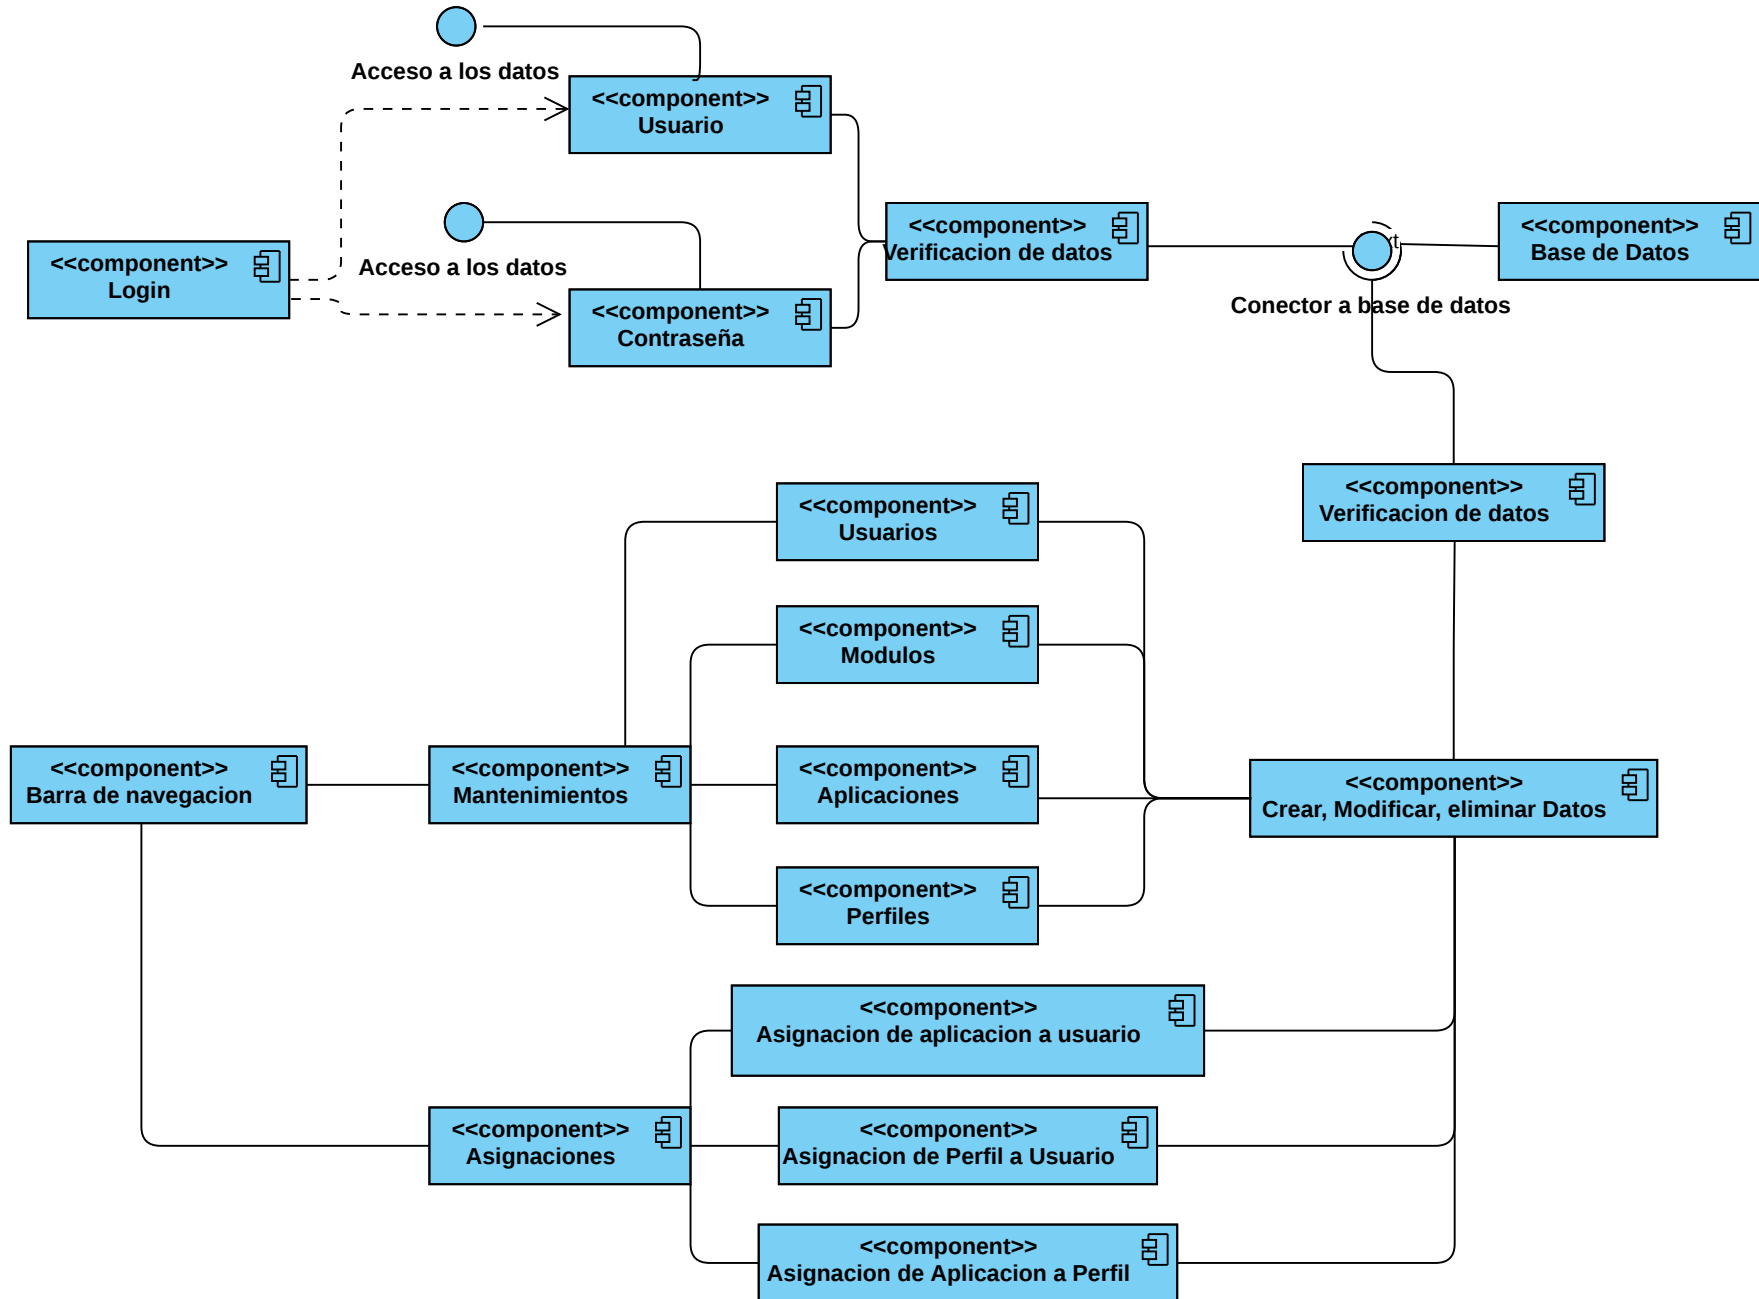 Acceso a los datos
<<component>>
Usuario
<<component>>
Verificacion de datos
<<component>>
Base de Datos
<<component>>
Login
Acceso a los datos
<<component>>
Contraseña
Conector a base de datos
<<component>>
Verificacion de datos
<<component>>
Usuarios
<<component>>
Modulos
<<component>>
Barra de navegacion
<<component>>
Mantenimientos
<<component>>
Aplicaciones
<<component>>
Crear, Modificar, eliminar Datos
<<component>>
Perfiles
<<component>>
Asignacion de aplicacion a usuario
<<component>>
Asignaciones
<<component>>
Asignacion de Perfil a Usuario
<<component>>
Asignacion de Aplicacion a Perfil